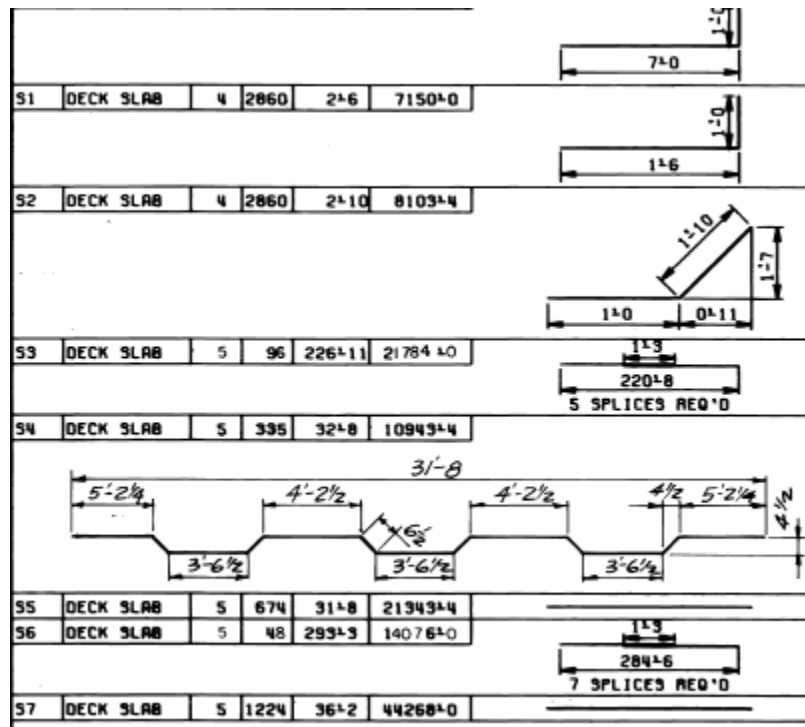 1'-0
7'-0
S1 DECK SLAB 4 2860 2'-6 7150'-0
1'-0
1'-6
S2 DECK SLAB 4 2860 2'-10 8103'-4
1'-10
1'-7
1'-0 0'-11
S3 DECK SLAB 5 96 226'-11 21784'-0
1'-3
220'-8
5 SPLICES REQ'D
S4 DECK SLAB 5 335 32'-8 10943'-4
31'-8
5'-2¼ 4'-2½ 4'-2½ 4½ 5'-2¼
6½
4½
3'-6½ 3'-6½ 3'-6½
S5 DECK SLAB 5 674 31'-8 21343'-4
S6 DECK SLAB 5 48 293'-3 14076'-0
1'-3
284'-6
7 SPLICES REQ'D
S7 DECK SLAB 5 1224 36'-2 44268'-0